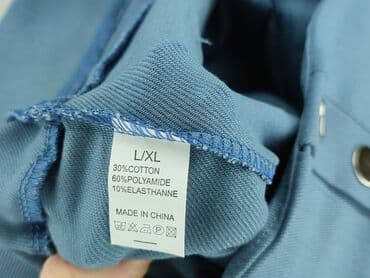 L/XL
30%COTTON
60%POLYAMIDE
10%ELASTHANNE
MADE IN CHINA